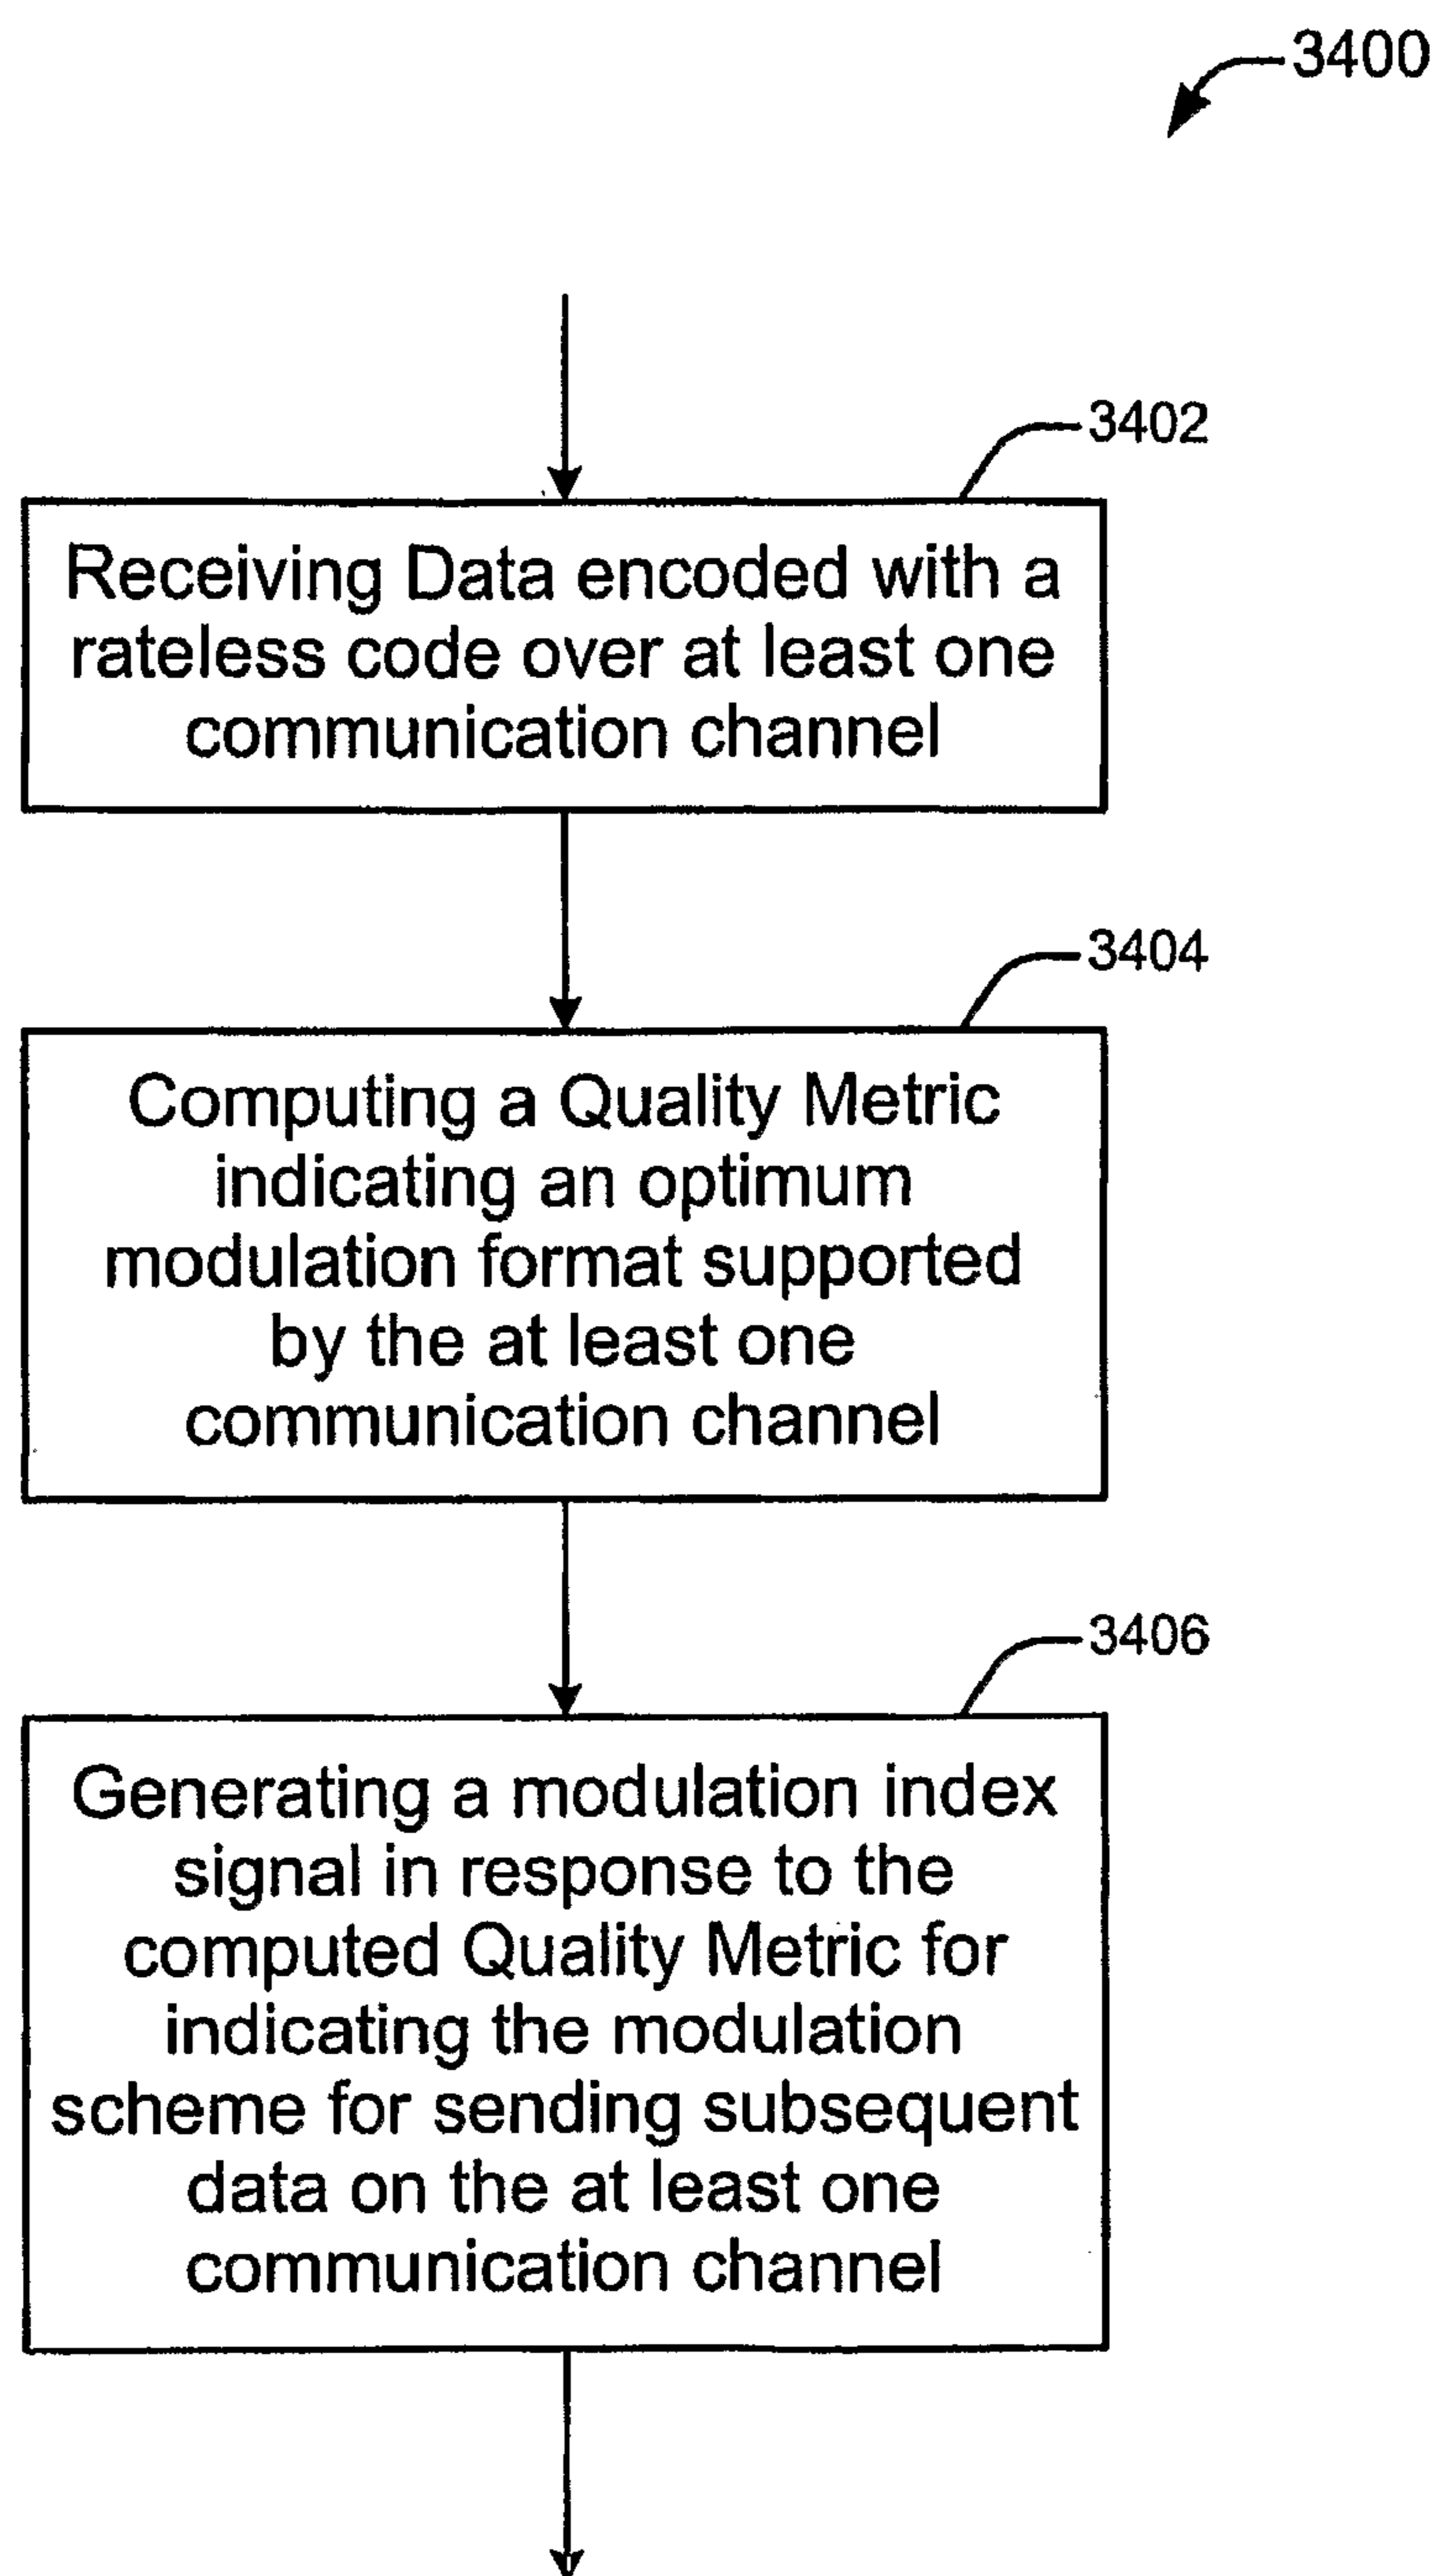 3400
3402
Receiving Data encoded with a
rateless code over at least one
communication channel
3404
Computing a Quality Metric
indicating an optimum
modulation format supported
by the at least one
communication channel
3406
Generating a modulation index
signal in response to the
computed Quality Metric for
indicating the modulation
scheme for sending subsequent
data on the at least one
communication channel